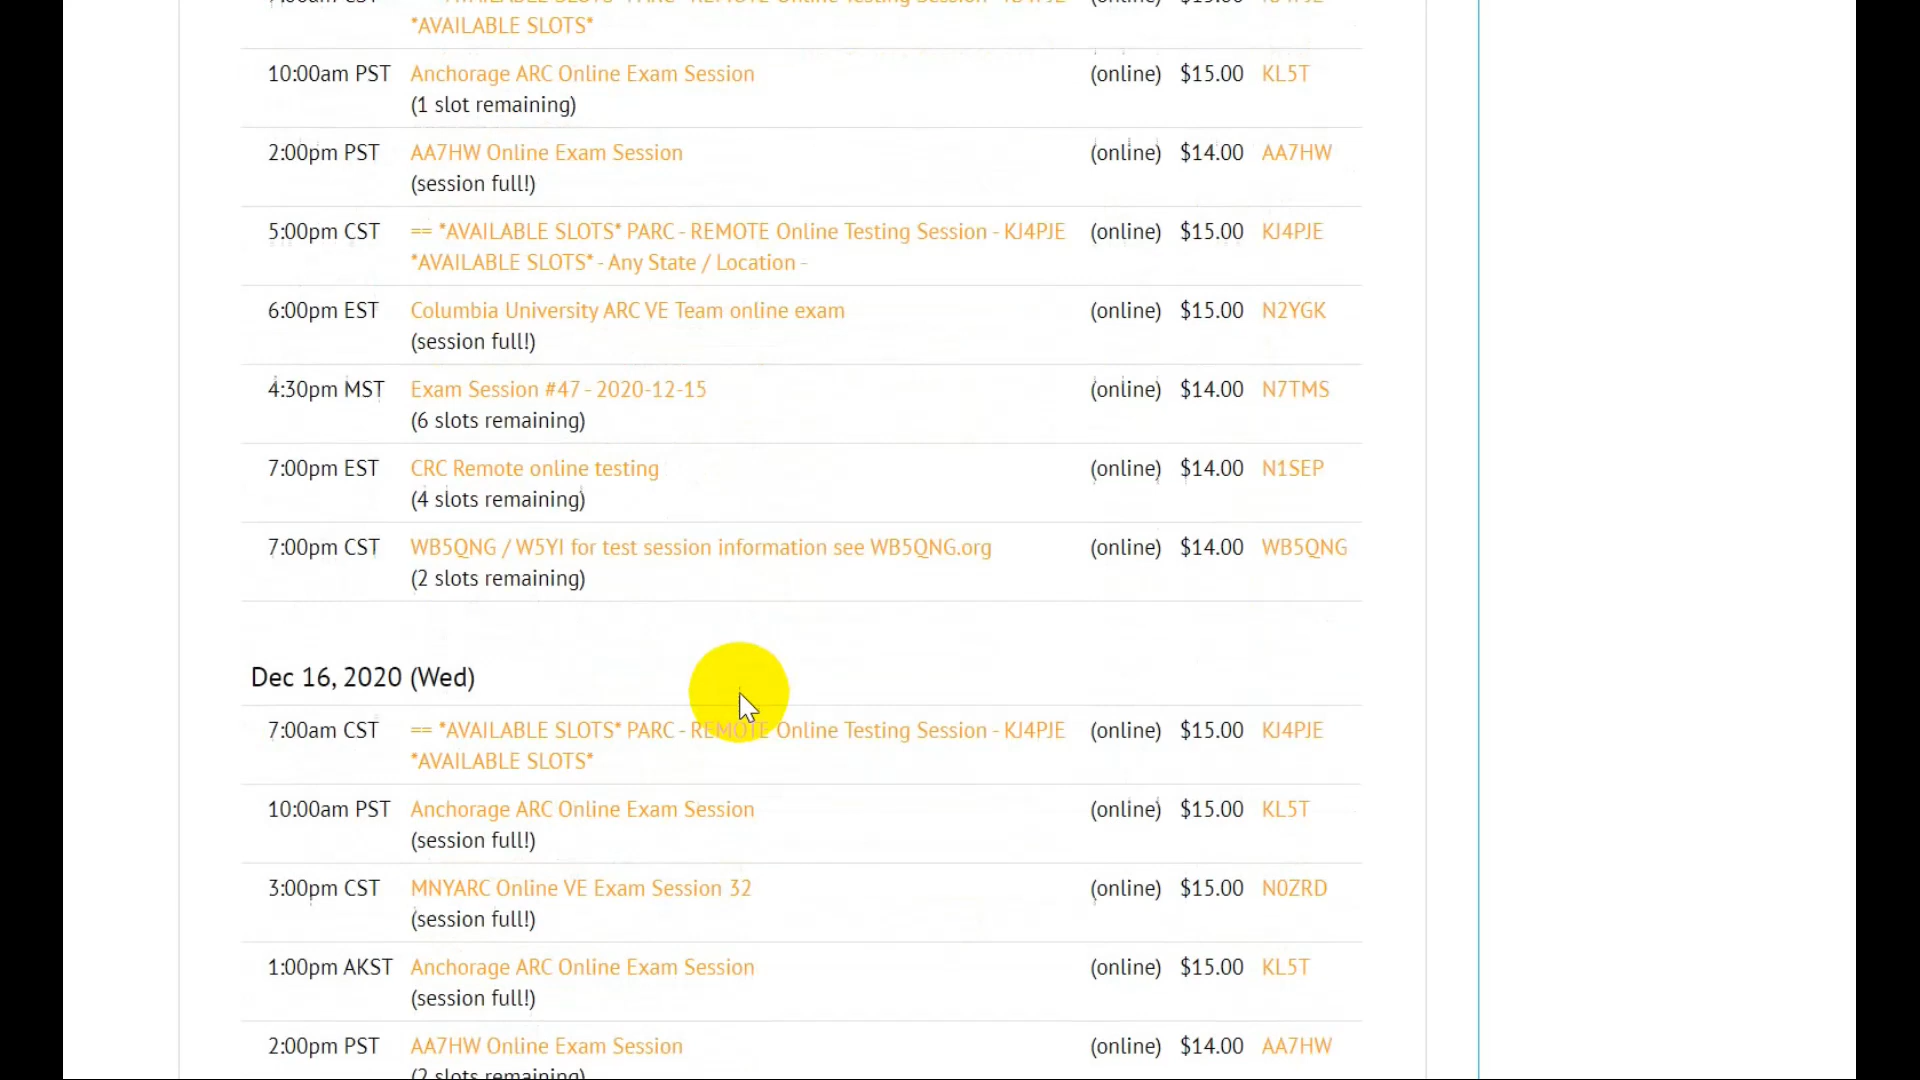 *AVAILABLE SLOTS*
10:00am PST Anchorage ARC Online Exam Session (online) $15.00 KL5T
(1 slot remaining)
2:00pm PST AA7HW Online Exam Session (online) $14.00 AA7HW
(session full!)
5:00pm CST == *AVAILABLE SLOTS* PARC - REMOTE Online Testing Session - KJ4PJE (online) $15.00 KJ4PJE
*AVAILABLE SLOTS* - Any State / Location -
6:00pm EST Columbia University ARC VE Team online exam (online) $15.00 N2YGK
(session full!)
4:30pm MST Exam Session #47 - 2020-12-15 (online) $14.00 N7TMS
(6 slots remaining)
7:00pm EST CRC Remote online testing (online) $14.00 N1SEP
(4 slots remaining)
7:00pm CST WB5QNG / W5YI for test session information see WB5QNG.org (online) $14.00 WB5QNG
(2 slots remaining)
Dec 16, 2020 (Wed)
7:00am CST == *AVAILABLE SLOTS* PARC - REMOTE Online Testing Session - KJ4PJE (online) $15.00 KJ4PJE
*AVAILABLE SLOTS*
10:00am PST Anchorage ARC Online Exam Session (online) $15.00 KL5T
(session full!)
3:00pm CST MNYARC Online VE Exam Session 32 (online) $15.00 N0ZRD
(session full!)
1:00pm AKST Anchorage ARC Online Exam Session (online) $15.00 KL5T
(session full!)
2:00pm PST AA7HW Online Exam Session (online) $14.00 AA7HW
(2 slots remaining)